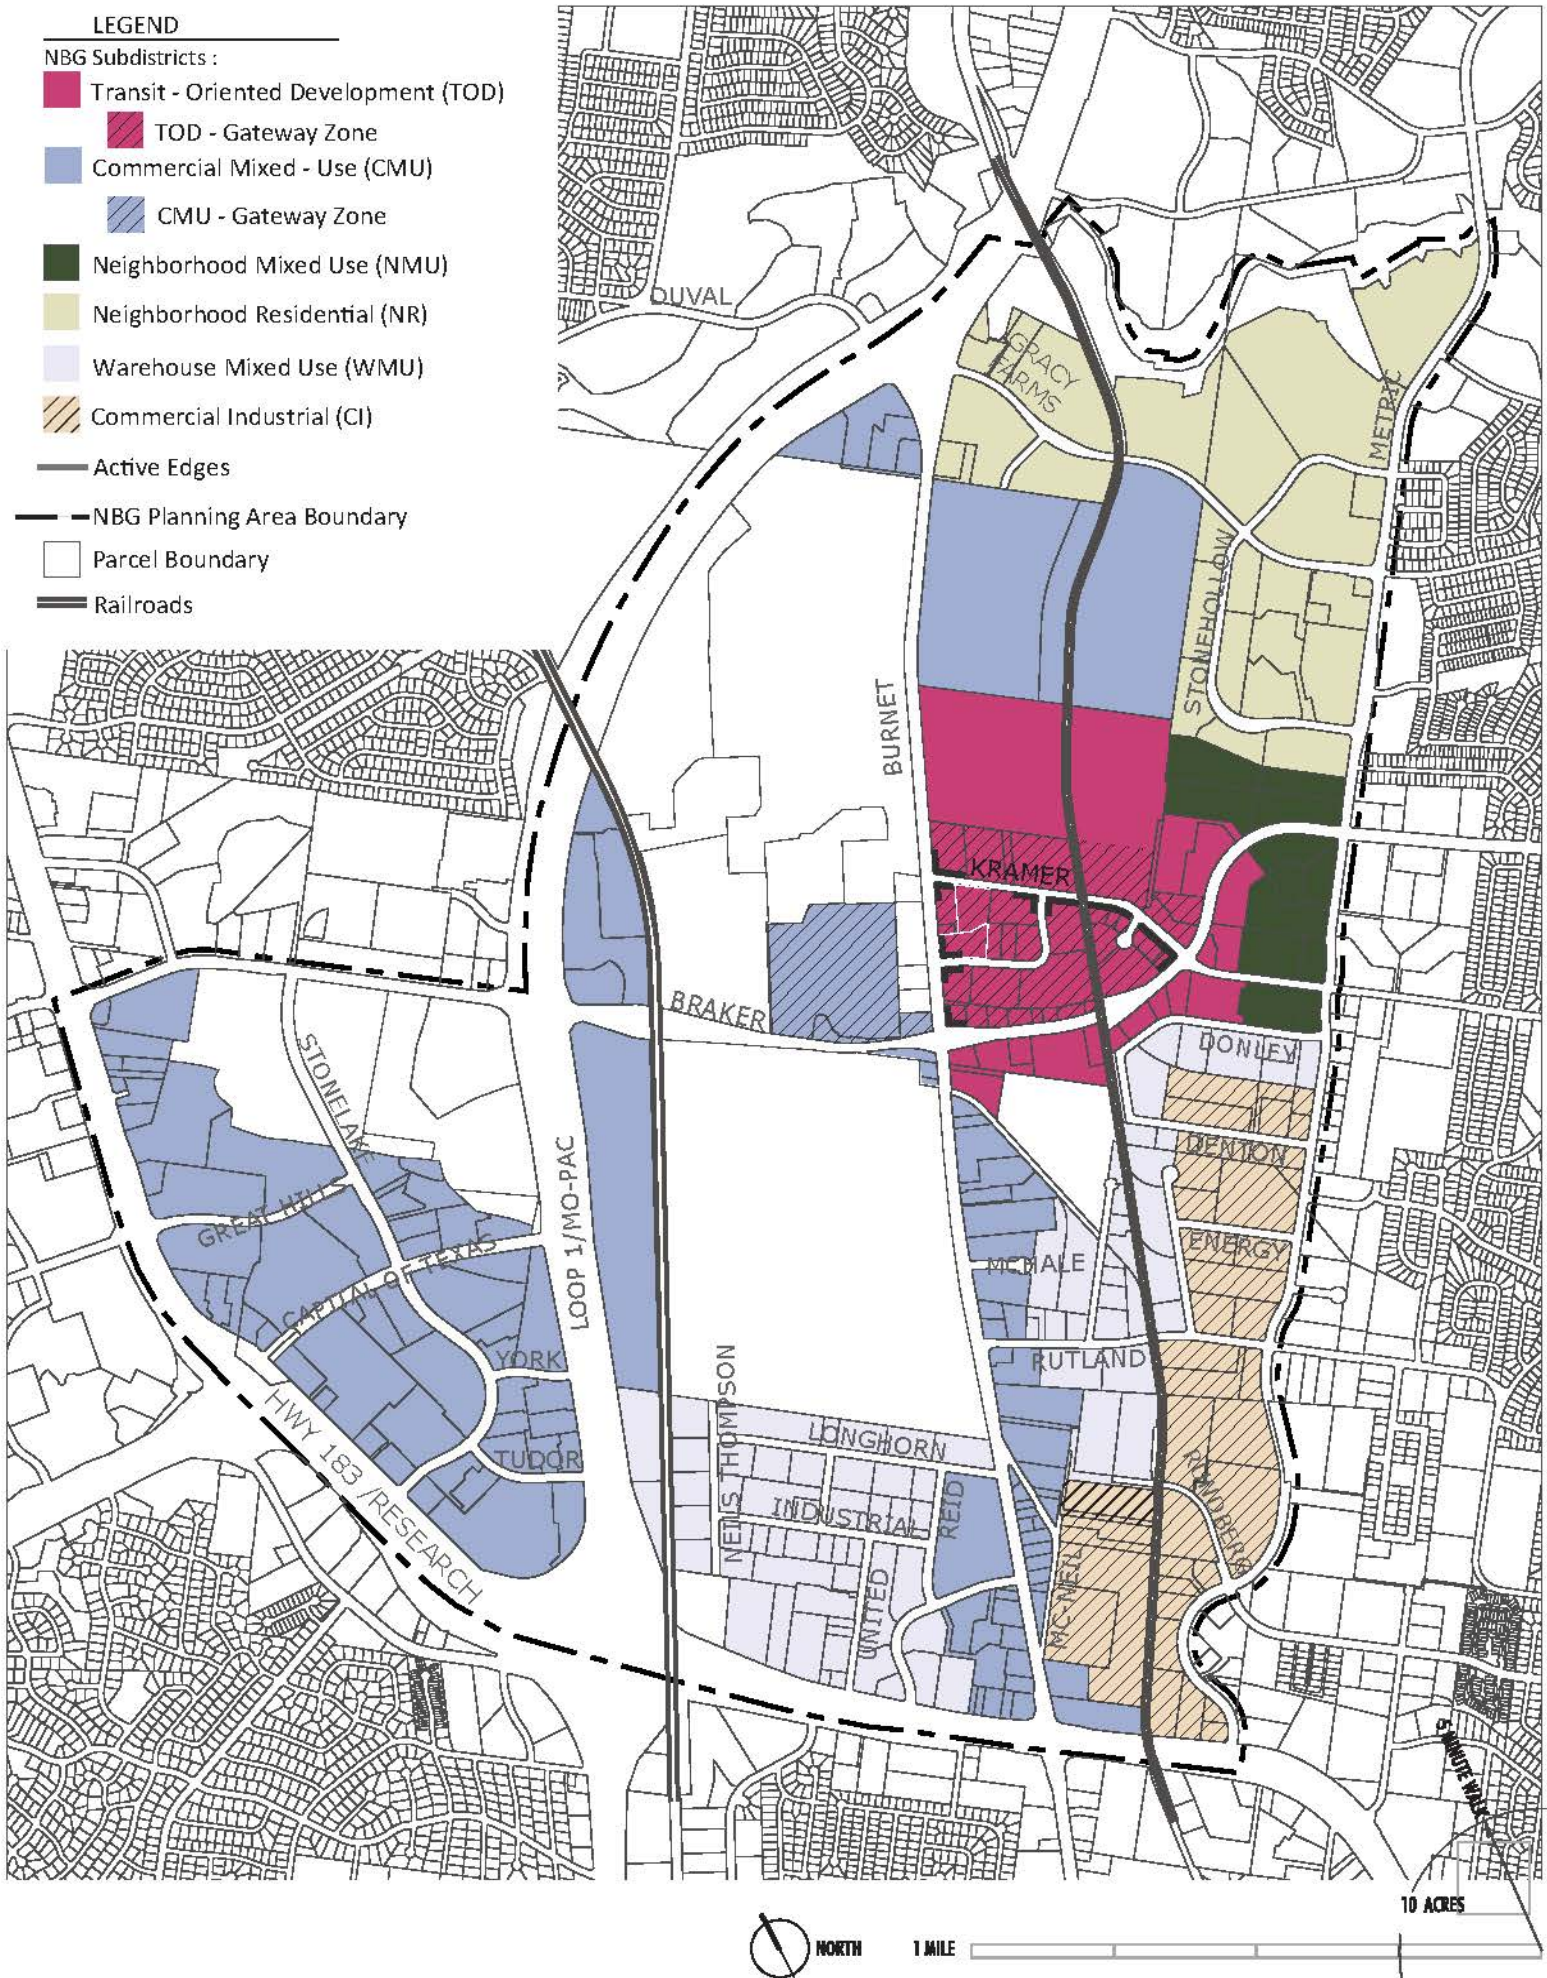 LEGEND
NBG Subdistricts :
Transit - Oriented Development (TOD)
TOD - Gateway Zone
Commercial Mixed - Use (CMU)
CMU - Gateway Zone
Neighborhood Mixed Use (NMU)
Neighborhood Residential (NR)
Warehouse Mixed Use (WMU)
Commercial Industrial (CI)
Active Edges
NBG Planning Area Boundary
Parcel Boundary
Railroads
DUVAL
GRACY
FARMS
METRIC
STONEHOLLOW
BURNET
KRAMER
BRAKER
DONLEY
STONELAKE
DENTON
LOOP 1/MO-PAC
GREAT HILLS
ENERGY
CAPITAL OF TEXAS
MCHALE
YORK
RUTLAND
HWY 183 /RESEARCH
NEILS THOMPSON
LONGHORN
TUDOR
RUNDBERG
INDUSTRIAL
REID
UNITED
MC-NEIL
5 MINUTE WALK
10 ACRES
NORTH
1 MILE